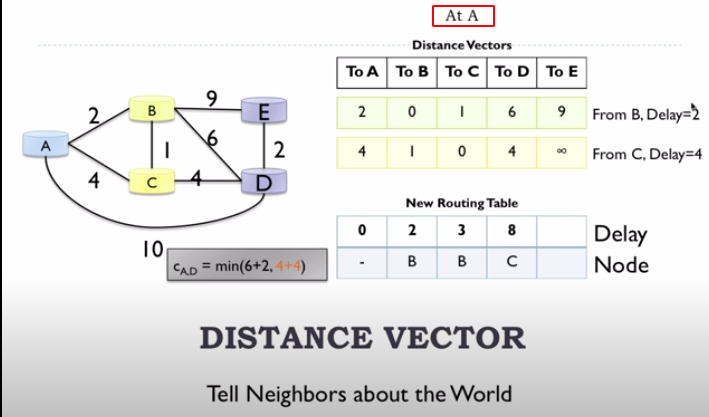 At A
Distance Vectors
To A To B To C To D To E
2 0 1 6 9 From B, Delay=2
4 1 0 4 ∞ From C, Delay=4
New Routing Table
0 2 3 8 Delay
- B B C Node
A
B
C
D
E
2
9
6
1
4
4
2
10
CA,D = min(6+2, 4+4)
DISTANCE VECTOR
Tell Neighbors about the World